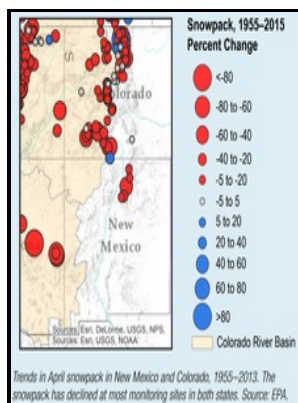 Snowpack, 1955–2015
Percent Change
<-80
-80 to -60
-60 to -40
-40 to -20
-5 to -20
-5 to 5
5 to 20
20 to 40
40 to 60
60 to 80
>80
Colorado River Basin
S
olorado
New
Mexico
Sources: Esri, DeLorme, USGS, NPS,
Sources: Esri, USGS, NOAA
Trends in April snowpack in New Mexico and Colorado, 1955–2013. The
snowpack has declined at most monitoring sites in both states. Source: EPA.